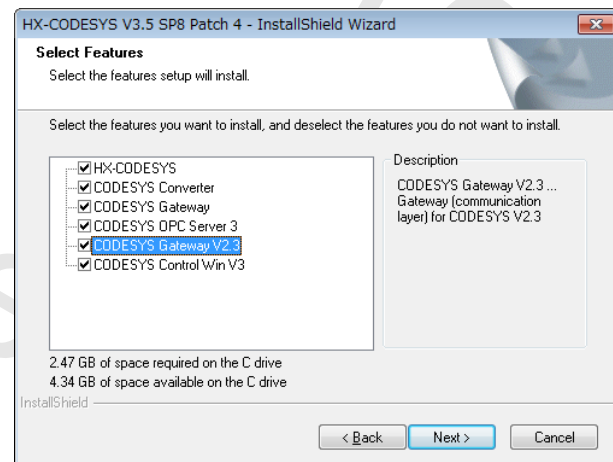 HX-CODESYS V3.5 SP8 Patch 4 - InstallShield Wizard
Select Features
Select the features setup will install.
Select the features you want to install, and deselect the features you do not want to install.
HX-CODESYS
CODESYS Converter
CODESYS Gateway
CODESYS OPC Server 3
CODESYS Gateway V2.3
CODESYS Control Win V3
Description
CODESYS Gateway V2.3 ...
Gateway (communication
layer) for CODESYS V2.3
2.47 GB of space required on the C drive
4.34 GB of space available on the C drive
InstallShield
< Back
Next >
Cancel